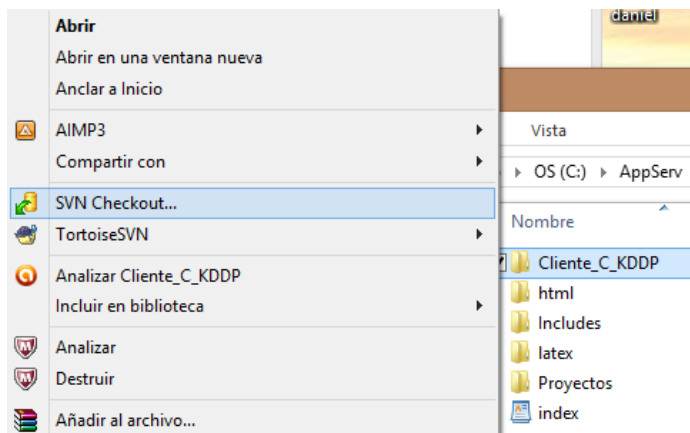 Abrir
Abrir en una ventana nueva
Anclar a Inicio
AIMP3
Compartir con
SVN Checkout...
TortoiseSVN
Analizar Cliente_C_KDDP
Incluir en biblioteca
Analizar
Destruir
Añadir al archivo...
daniel
Vista
OS (C:) AppServ
Nombre
Cliente_C_KDDP
html
Includes
latex
Proyectos
index